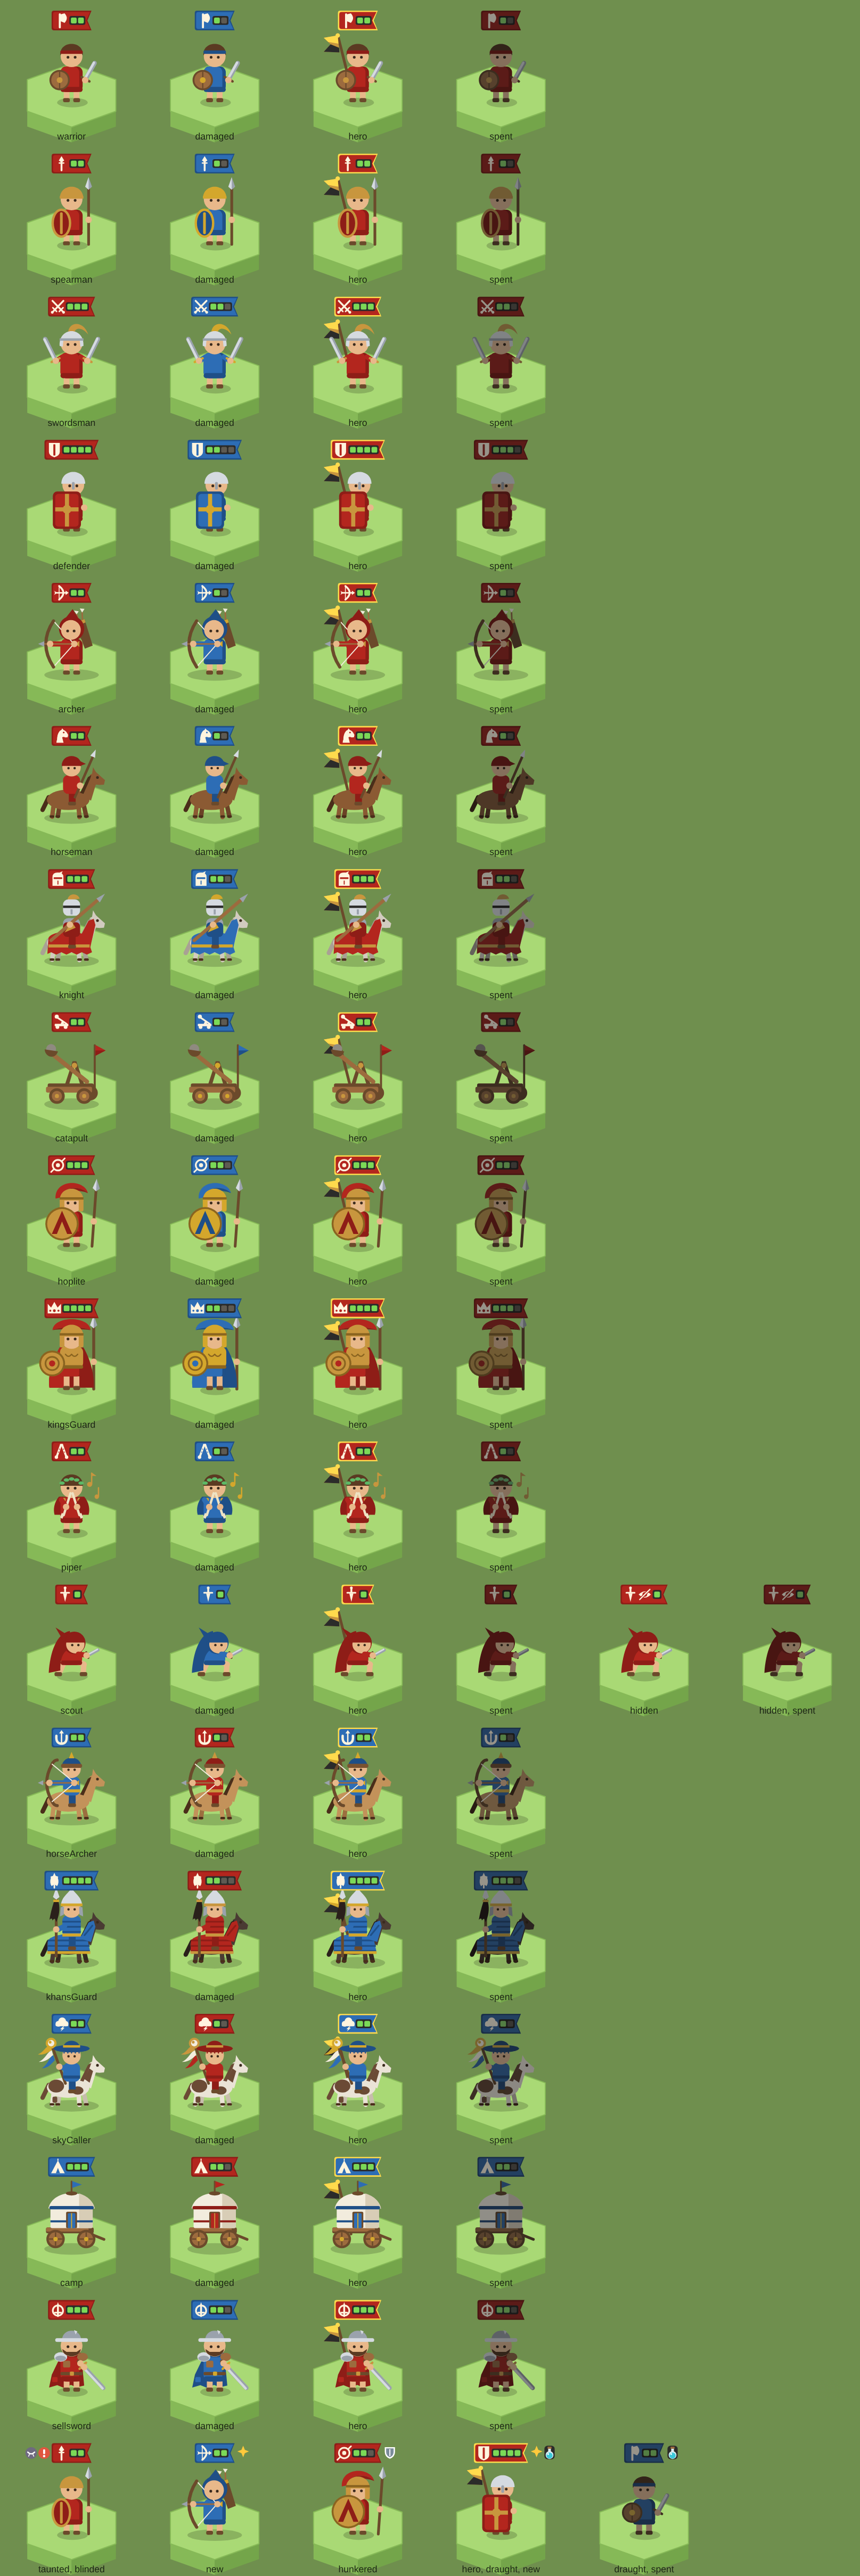 warrior damaged hero spent
spearman damaged hero spent
swordsman damaged hero spent
defender damaged hero spent
archer damaged hero spent
horseman damaged hero spent
knight damaged hero spent
catapult damaged hero spent
hoplite damaged hero spent
kingsGuard damaged hero spent
piper damaged hero spent
scout damaged hero spent hidden hidden, spent
horseArcher damaged hero spent
khansGuard damaged hero spent
skyCaller damaged hero spent
camp damaged hero spent
sellsword damaged hero spent
taunted, blinded new hunkered hero, draught, new draught, spent